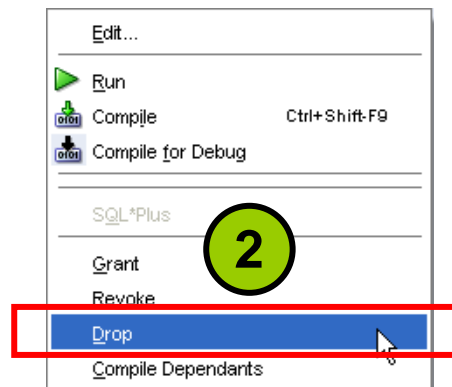 Edit...
Run
Compile Ctrl+Shift-F9
Compile for Debug
SQL*Plus
2
Grant
Revoke
Drop
Compile Dependants